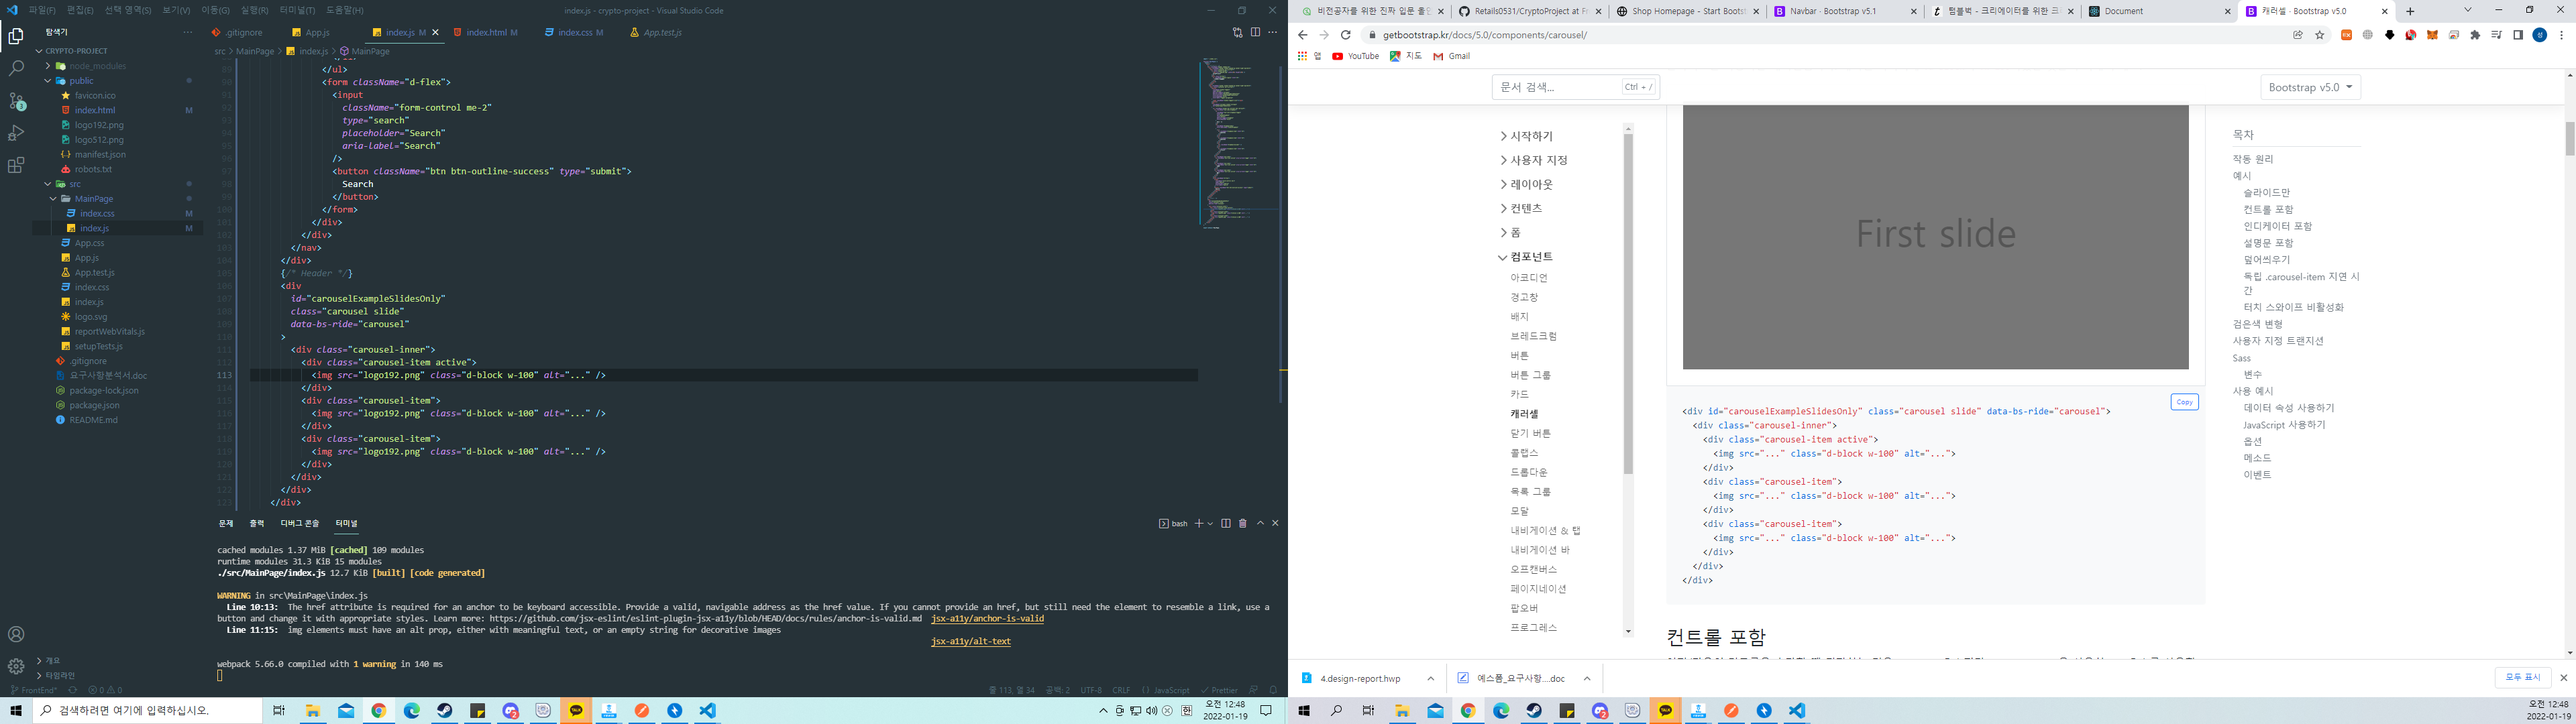 파일(F) 편집(E) 선택 영역(S) 보기(V) 이동(G) 실행(R) 터미널(T) 도움말(H)
index.js - crypto-project - Visual Studio Code
탐색기
CRYPTO-PROJECT
node_modules
public
favicon.ico
index.html M
logo192.png
logo512.png
manifest.json
robots.txt
src
MainPage
index.css M
index.js M
App.css
App.js
App.test.js
index.css
index.js
logo.svg
reportWebVitals.js
setupTests.js
.gitignore
요구사항분석서.doc
package-lock.json
package.json
README.md
개요
타임라인
.gitignore App.js index.js M index.html M index.css M App.test.js
src > MainPage > index.js > MainPage
</ul>
<form className="d-flex">
<input
className="form-control me-2"
type="search"
placeholder="Search"
aria-label="Search"
/>
<button className="btn btn-outline-success" type="submit">
Search
</button>
</form>
</div>
</div>
</nav>
</div>
{/* Header */}
<div
id="carouselExampleSlidesOnly"
class="carousel slide"
data-bs-ride="carousel"
>
<div class="carousel-inner">
<div class="carousel-item active">
113 <img src="logo192.png" class="d-block w-100" alt="..." />
</div>
<div class="carousel-item">
<img src="logo192.png" class="d-block w-100" alt="..." />
</div>
<div class="carousel-item">
<img src="logo192.png" class="d-block w-100" alt="..." />
</div>
</div>
</div>
</div>
문제 출력 디버그 콘솔 터미널
bash
cached modules 1.37 MiB [cached] 109 modules
runtime modules 31.3 KiB 15 modules
./src/MainPage/index.js 12.7 KiB [built] [code generated]
WARNING in src\MainPage\index.js
Line 10:13: The href attribute is required for an anchor to be keyboard accessible. Provide a valid, navigable address as the href value. If you cannot provide an href, but still need the element to resemble a link, use a
button and change it with appropriate styles. Learn more: https://github.com/jsx-eslint/eslint-plugin-jsx-a11y/blob/HEAD/docs/rules/anchor-is-valid.md jsx-a11y/anchor-is-valid
Line 11:15: img elements must have an alt prop, either with meaningful text, or an empty string for decorative images
jsx-a11y/alt-text
webpack 5.66.0 compiled with 1 warning in 140 ms
FrontEnd* 0 0
줄 113, 열 34 공백: 2 UTF-8 CRLF JavaScript Prettier
검색하려면 여기에 입력하십시오.
오전 12:48
2022-01-19
비전공자를 위한 진짜 입문 올인
Retails0531/CryptoProject at Fr
Shop Homepage - Start Bootst
Navbar · Bootstrap v5.1
텀블벅 - 크리에이터를 위한 크
Document
캐러셀 · Bootstrap v5.0
getbootstrap.kr/docs/5.0/components/carousel/
앱 YouTube 지도 Gmail
문서 검색... Ctrl + /
Bootstrap v5.0
시작하기
사용자 지정
레이아웃
컨텐츠
폼
컴포넌트
아코디언
경고창
배지
브레드크럼
버튼
버튼 그룹
카드
캐러셀
닫기 버튼
콜랩스
드롭다운
목록 그룹
모달
내비게이션 & 탭
내비게이션 바
오프캔버스
페이지네이션
팝오버
프로그레스
First slide
Copy
<div id="carouselExampleSlidesOnly" class="carousel slide" data-bs-ride="carousel">
<div class="carousel-inner">
<div class="carousel-item active">
<img src="..." class="d-block w-100" alt="...">
</div>
<div class="carousel-item">
<img src="..." class="d-block w-100" alt="...">
</div>
<div class="carousel-item">
<img src="..." class="d-block w-100" alt="...">
</div>
</div>
</div>
컨트롤 포함
목차
작동 원리
예시
슬라이드만
컨트롤 포함
인디케이터 포함
설명문 포함
덮어씌우기
독립 .carousel-item 지연 시
간
터치 스와이프 비활성화
검은색 변형
사용자 지정 트랜지션
Sass
변수
사용 예시
데이터 속성 사용하기
JavaScript 사용하기
옵션
메소드
이벤트
4.design-report.hwp
예스폼_요구사항....doc
모두 표시
오전 12:48
2022-01-19